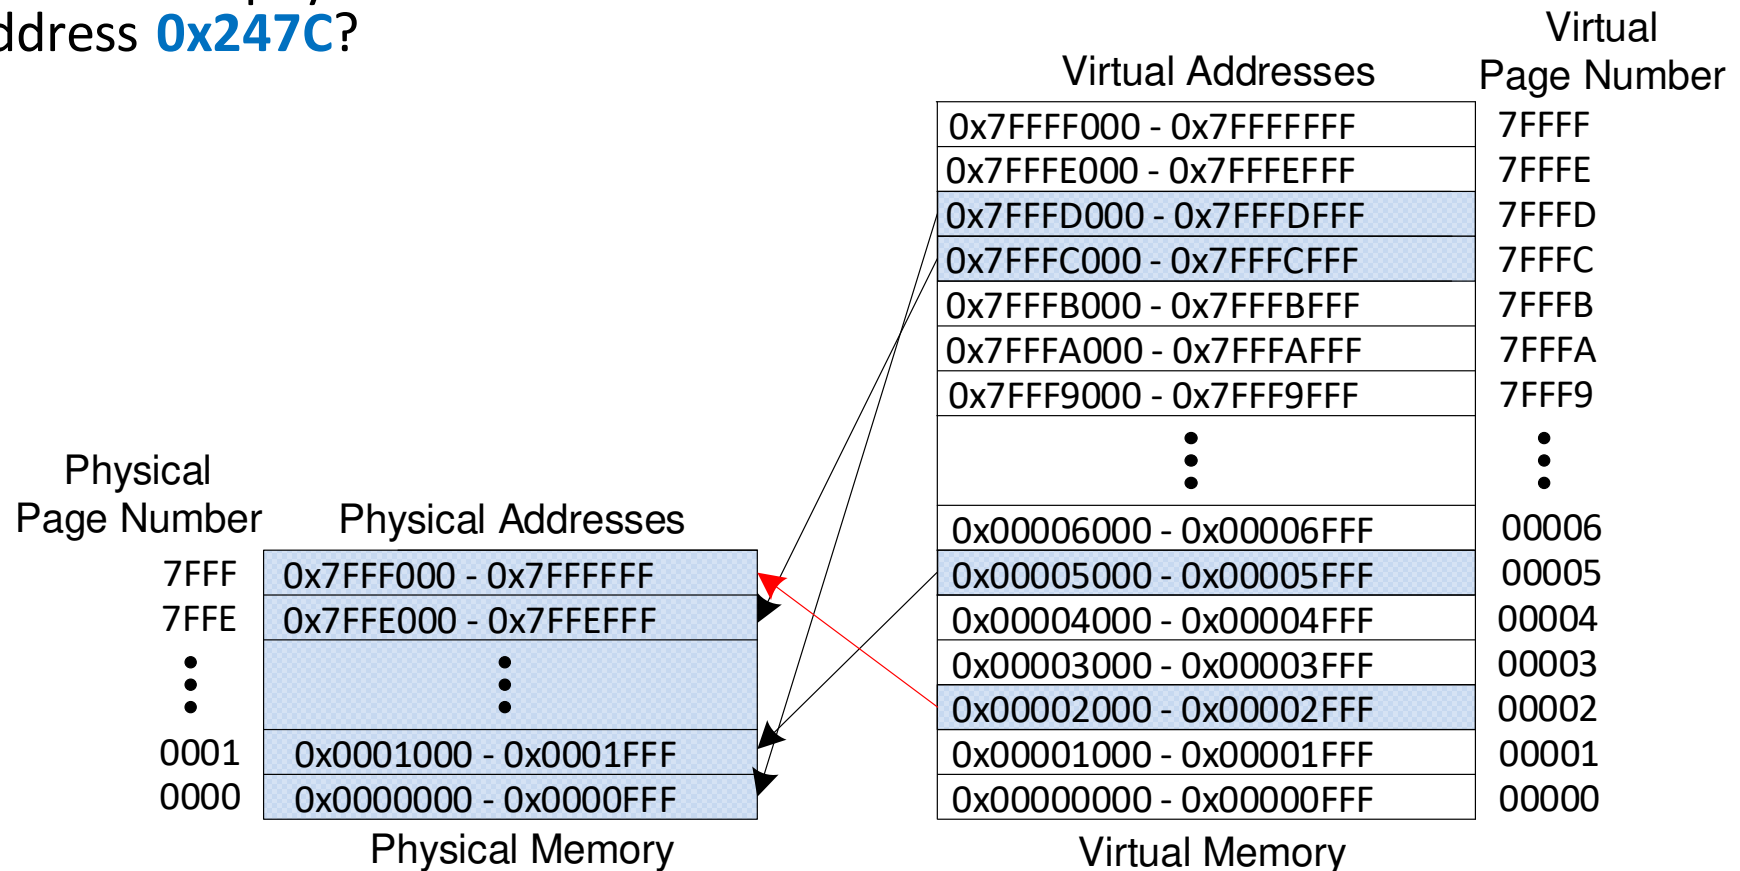 ddress 0x247C?
Virtual
Virtual Addresses Page Number
0x7FFFF000 - 0x7FFFFFFF 7FFFF
0x7FFFE000 - 0x7FFFEFFF 7FFFE
0x7FFFD000 - 0x7FFFDFFF 7FFFD
0x7FFFC000 - 0x7FFFCFFF 7FFFC
0x7FFFB000 - 0x7FFFBFFF 7FFFB
0x7FFFA000 - 0x7FFFAFFF 7FFFA
0x7FFF9000 - 0x7FFF9FFF 7FFF9
Physical
Page Number Physical Addresses
0x00006000 - 0x00006FFF 00006
7FFF 0x7FFF000 - 0x7FFFFFF 0x00005000 - 0x00005FFF 00005
7FFE 0x7FFE000 - 0x7FFEFFF 0x00004000 - 0x00004FFF 00004
0x00003000 - 0x00003FFF 00003
0x00002000 - 0x00002FFF 00002
0001 0x0001000 - 0x0001FFF 0x00001000 - 0x00001FFF 00001
0000 0x0000000 - 0x0000FFF 0x00000000 - 0x00000FFF 00000
Physical Memory Virtual Memory